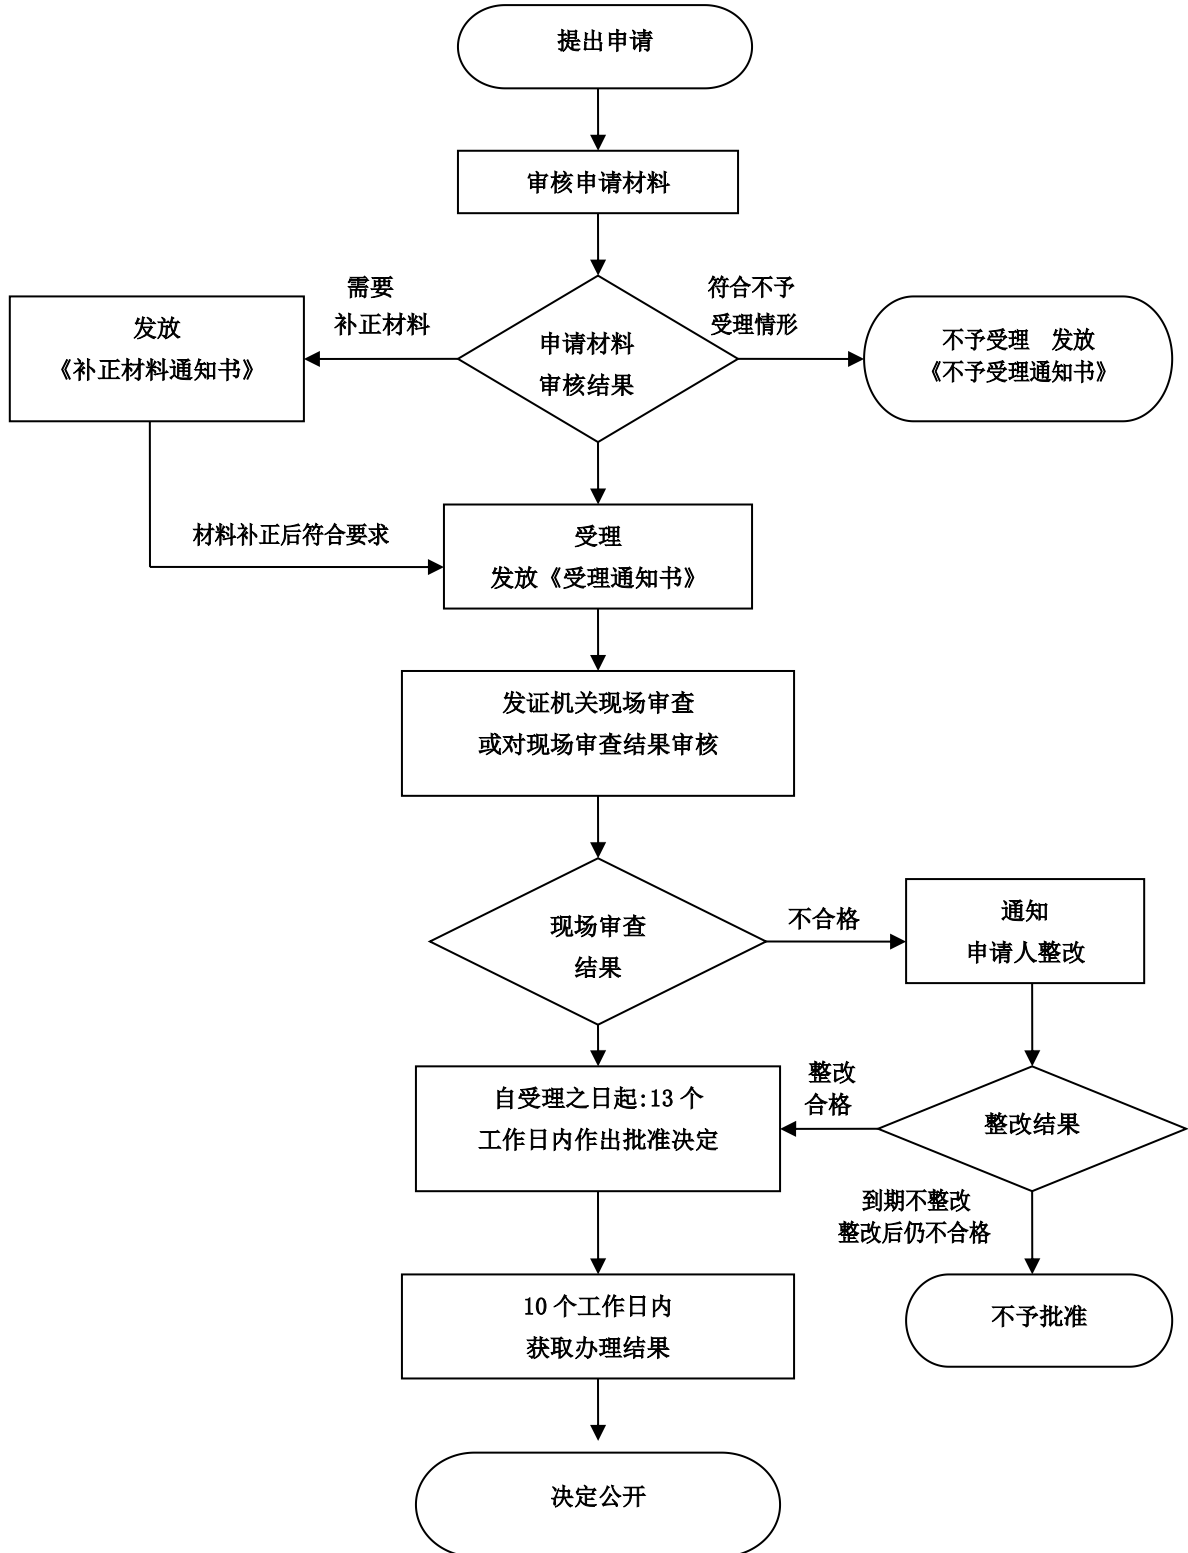 提出申请
审核申请材料
需要
补正材料
符合不予
受理情形
发放
《补正材料通知书》
申请材料
审核结果
不予受理 发放
《不予受理通知书》
材料补正后符合要求
受理
发放《受理通知书》
发证机关现场审查
或对现场审查结果审核
现场审查
结果
不合格
通知
申请人整改
自受理之日起:13 个
工作日内作出批准决定
整改
合格
整改结果
到期不整改
整改后仍不合格
10 个工作日内
获取办理结果
不予批准
决定公开